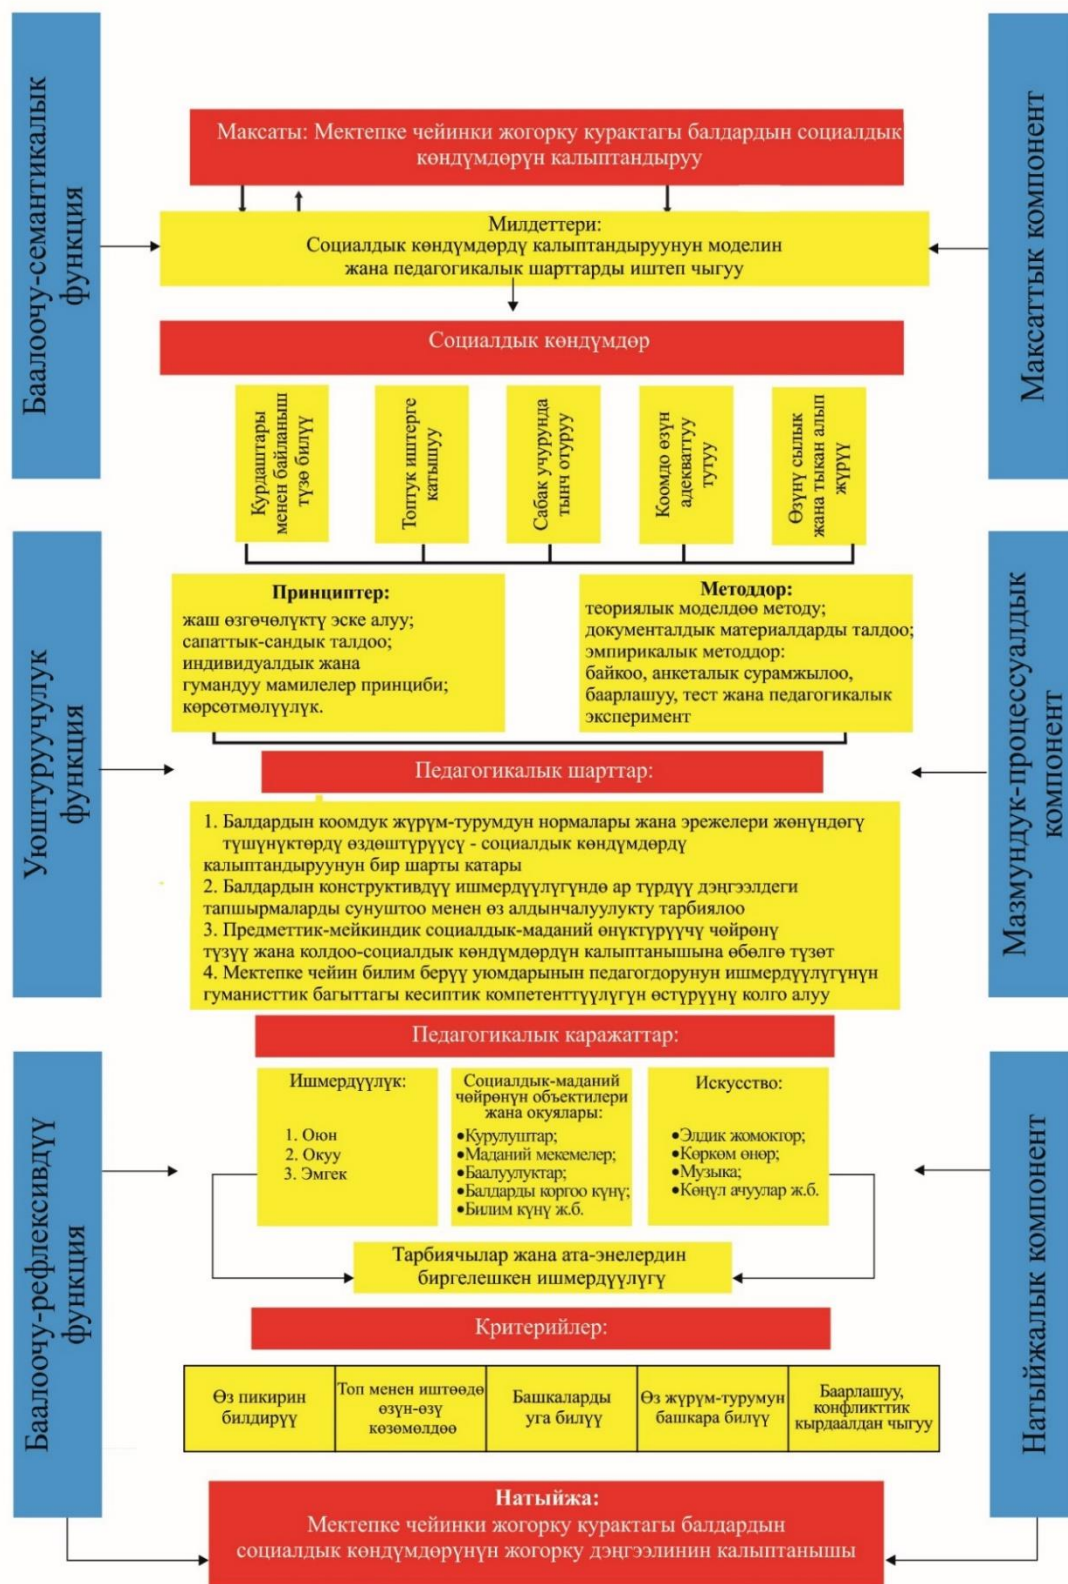 Баалоочу-семантикалык
функция
Максаттык компонент
Максаты: Мектепке чейинки жогорку курактагы балдардын социалдык
көндүмдөрүн калыптандыруу
Милдеттери:
Социалдык көндүмдөрдү калыптандыруунун моделин
жана педагогикалык шарттарды иштеп чыгуу
Социалдык көндүмдөр
Курдаштары
менен байланыш
түзө билүү
Топтук иштерге
катышуу
Сабак учурунда
тынч отуруу
Коомдо өзүн
адекваттуу
тутуу
Өзүнү сылык
жана тыкан алып
жүрүү
Уюштуруучулук
функция
Мазмундук-процессуалдык
компонент
Принциптер:
жаш өзгөчөлүктү эске алуу;
сапаттык-сандык талдоо;
индивидуалдык жана
гумандуу мамилелер принциби;
көрсөтмөлүүлүк.
Методдор:
теориялык моделдөө методу;
документалдык материалдарды талдоо;
эмпирикалык методдор:
байкоо, анкеталык сурамжылоо,
баарлашуу, тест жана педагогикалык
эксперимент
Педагогикалык шарттар:
1. Балдардын коомдук жүрүм-турумдун нормалары жана эрежелери жөнүндөгү
түшүнүктөрдү өздөштүрүүсү - социалдык көндүмдөрдү
калыптандыруунун бир шарты катары
2. Балдардын конструктивдүү ишмердүүлүгүндө ар түрдүү дэңгээлдеги
тапшырмаларды сунуштоо менен өз алдынчалуулукту тарбиялоо
3. Предметтик-мейкиндик социалдык-маданий өнүктүрүүчү чөйрөнү
түзүү жана колдоо-социалдык көндүмдөрдүн калыптанышына өбөлгө түзөт
4. Мектепке чейин билим берүү уюмдарынын педагогдорунун ишмердүүлүгүнүн
гуманисттик багыттагы кесиптик компетенттүүлүгүн өстүрүүнү колго алуу
Педагогикалык каражаттар:
Баалоочу-рефлексивдүү
функция
Натыйжалык компонент
Ишмердүүлүк:
1. Оюн
2. Окуу
3. Эмгек
Социалдык-маданий
чөйрөнүн объектилери
жана окуялары:
●Курулуштар;
●Маданий мекемелер;
●Баалуулуктар;
●Балдарды коргоо күнү;
●Билим күнү ж.б.
Искусство:
●Элдик жомоктор;
●Көркөм өнөр;
●Музыка;
●Көңүл ачуулар ж.б.
Тарбиячылар жана ата-энелердин
биргелешкен ишмердүүлүгү
Критерийлер:
Өз пикирин
билдирүү
Топ менен иштөөдө
өзүн-өзү
көзөмөлдөө
Башкаларды
уга билүү
Өз жүрүм-турумун
башкара билүү
Баарлашуу,
конфликттик
кырдаалдан чыгуу
Натыйжа:
Мектепке чейинки жогорку курактагы балдардын
социалдык көндүмдөрүнүн жогорку дэңгээлинин калыптанышы